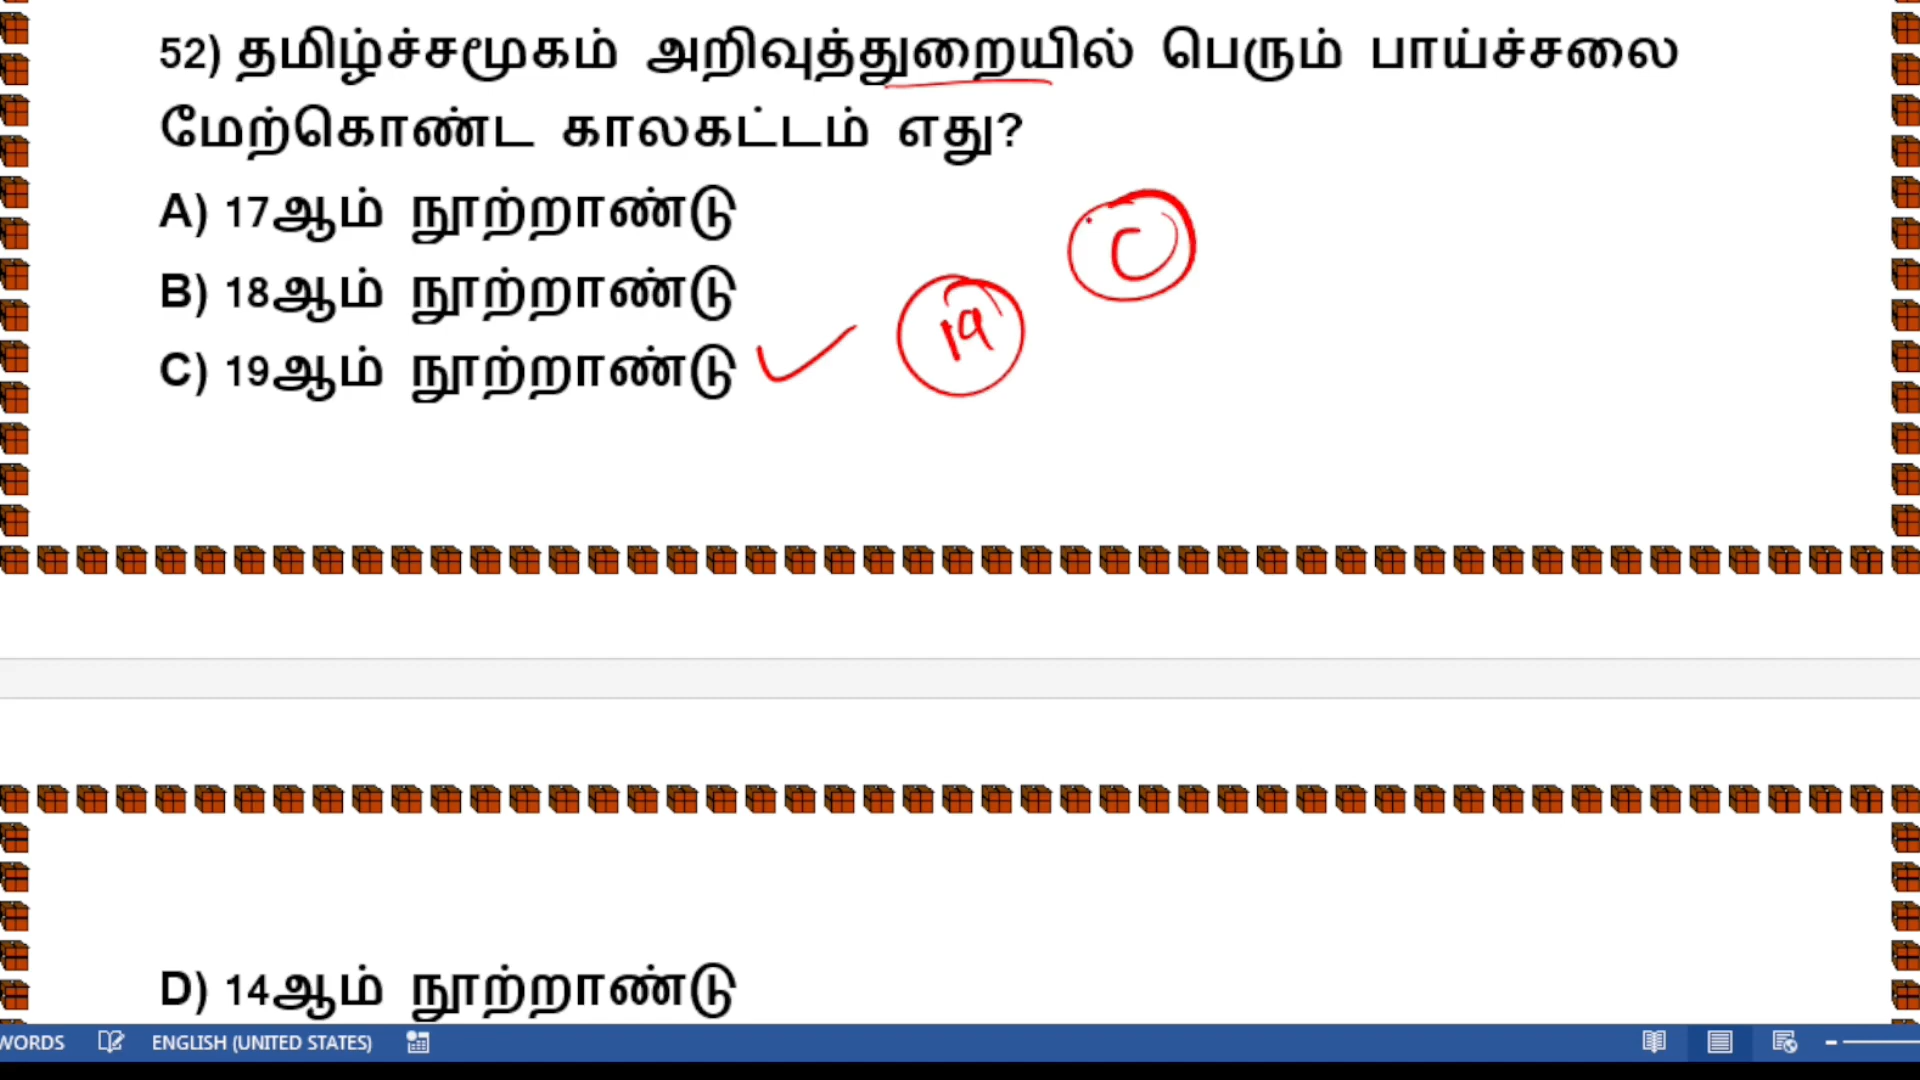 52) தமிழ்ச்சமூகம் அறிவுத்துறையில் பெரும் பாய்ச்சலை
மேற்கொண்ட காலகட்டம் எது?
A) 17ஆம் நூற்றாண்டு
B) 18ஆம் நூற்றாண்டு
C) 19ஆம் நூற்றாண்டு
19
C
D) 14ஆம் நூற்றாண்டு
WORDS ENGLISH (UNITED STATES)